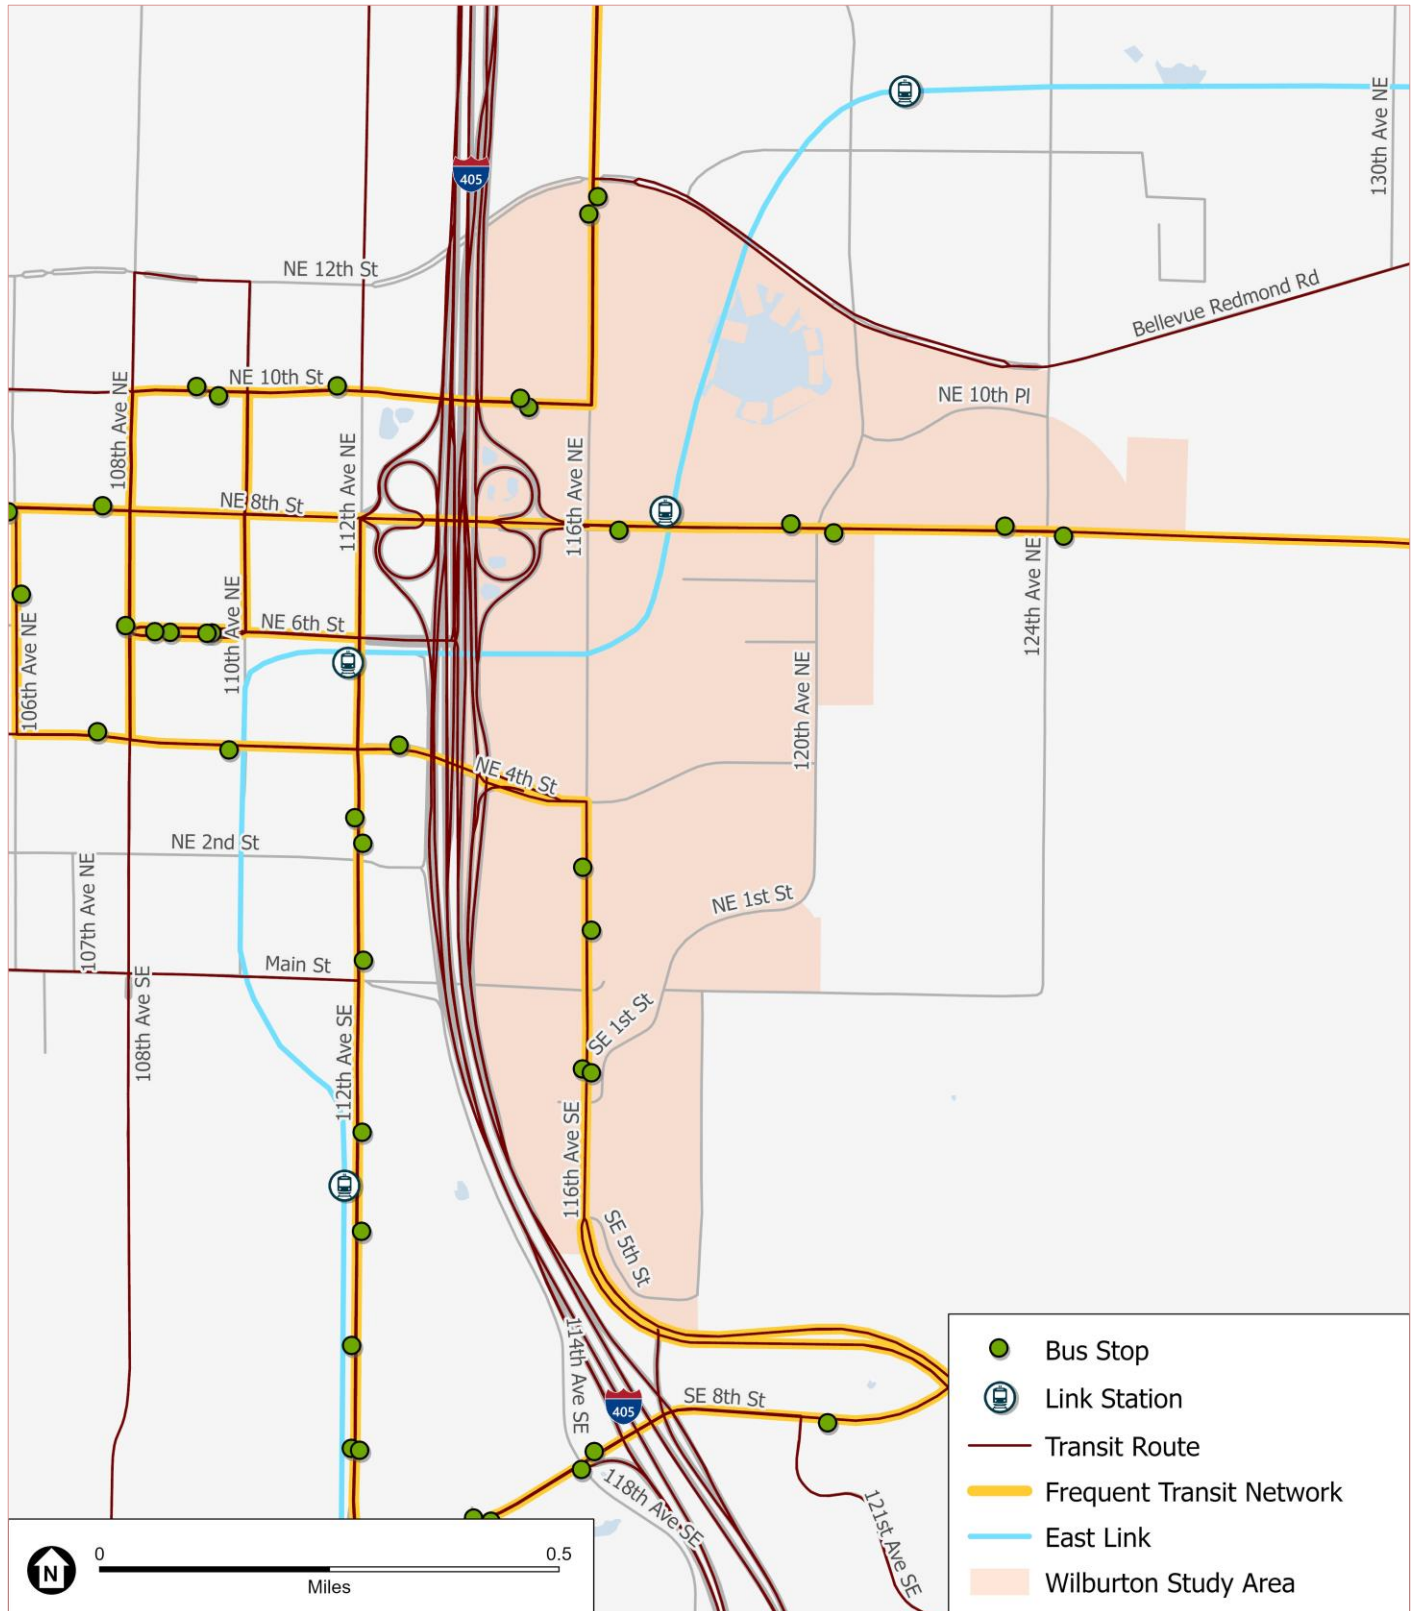 405
130th Ave NE
NE 12th St
Bellevue Redmond Rd
108th Ave NE
NE 10th St
NE 10th Pl
112th Ave NE
116th Ave NE
NE 8th St
124th Ave NE
106th Ave NE
110th Ave NE
NE 6th St
120th Ave NE
NE 4th St
NE 2nd St
107th Ave NE
NE 1st St
Main St
108th Ave SE
112th Ave SE
SE 1st St
116th Ave SE
SE 5th St
114th Ave SE
405
SE 8th St
118th Ave SE
121st Ave SE
Bus Stop
Link Station
Transit Route
Frequent Transit Network
East Link
Wilburton Study Area
N
0
0.5
Miles